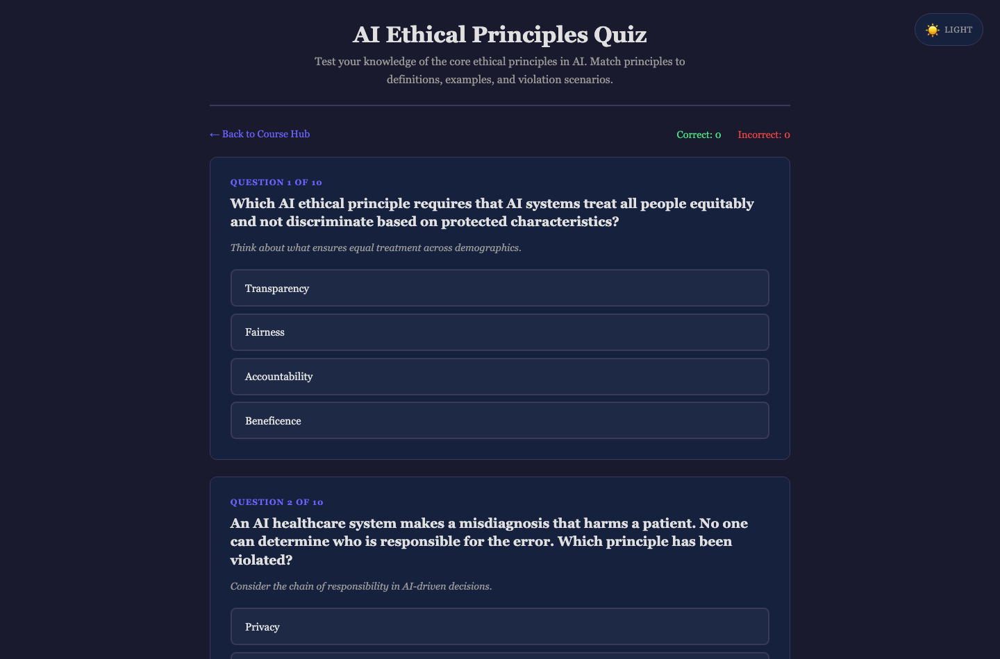 AI Ethical Principles Quiz
LIGHT
Test your knowledge of the core ethical principles in AI. Match principles to
definitions, examples, and violation scenarios.
← Back to Course Hub
Correct: 0
Incorrect: 0
QUESTION 1 OF 10
Which AI ethical principle requires that AI systems treat all people equitably
and not discriminate based on protected characteristics?
Think about what ensures equal treatment across demographics.
Transparency
Fairness
Accountability
Beneficence
QUESTION 2 OF 10
An AI healthcare system makes a misdiagnosis that harms a patient. No one
can determine who is responsible for the error. Which principle has been
violated?
Consider the chain of responsibility in AI-driven decisions.
Privacy